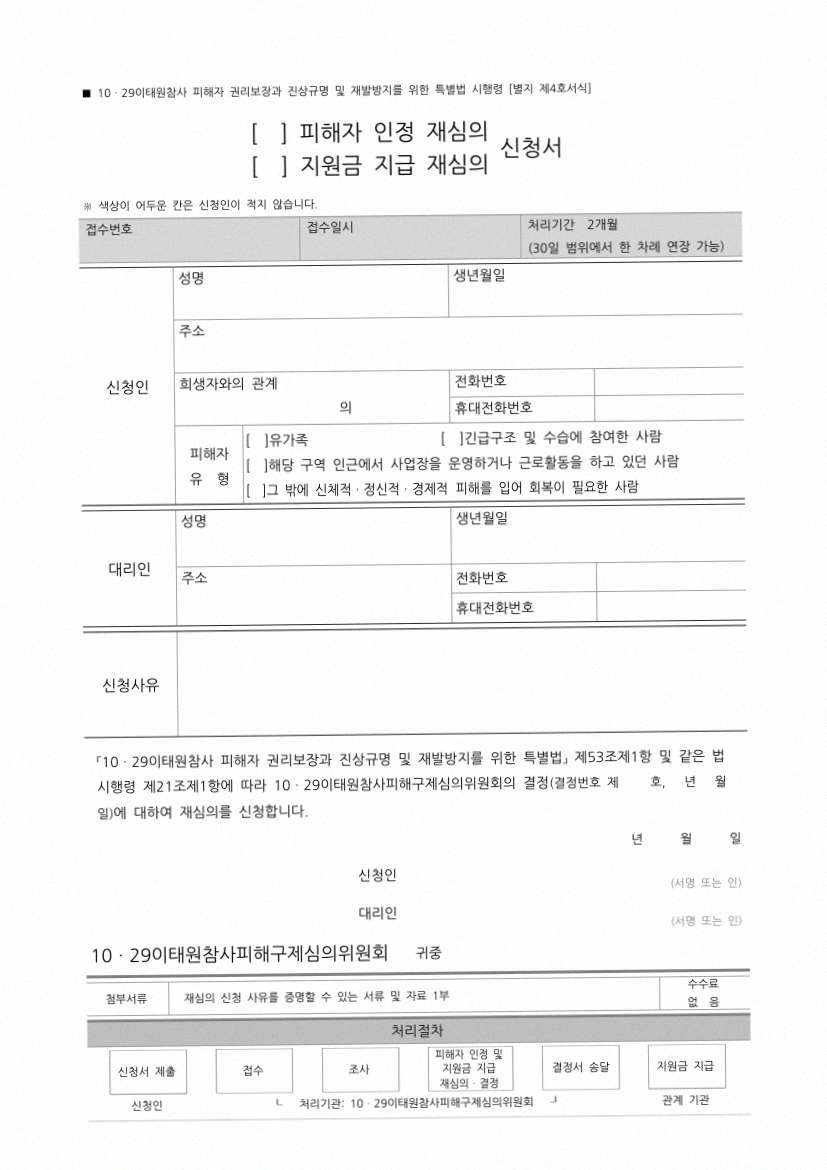 ■ 10ㆍ29이태원참사 피해자 권리보장과 진상규명 및 재발방지를 위한 특별법 시행령 [별지 제4호서식]
[ ] 피해자 인정 재심의
신청서
[ ] 지원금 지급 재심의
※ 색상이 어두운 칸은 신청인이 적지 않습니다.
접수번호 접수일시 처리기간 2개월
(30일 범위에서 한 차례 연장 가능)
성명 생년월일
주소
신청인
희생자와의 관계 전화번호
의 휴대전화번호
피해자
유 형
[ ]유가족 [ ]긴급구조 및 수습에 참여한 사람
[ ]해당 구역 인근에서 사업장을 운영하거나 근로활동을 하고 있던 사람
[ ]그 밖에 신체적ㆍ정신적ㆍ경제적 피해를 입어 회복이 필요한 사람
성명 생년월일
대리인
주소 전화번호
휴대전화번호
신청사유
「10ㆍ29이태원참사 피해자 권리보장과 진상규명 및 재발방지를 위한 특별법」 제53조제1항 및 같은 법
시행령 제21조제1항에 따라 10ㆍ29이태원참사피해구제심의위원회의 결정(결정번호 제 호, 년 월
일)에 대하여 재심의를 신청합니다.
년 월 일
신청인 (서명 또는 인)
대리인 (서명 또는 인)
10ㆍ29이태원참사피해구제심의위원회 귀중
첨부서류 재심의 신청 사유를 증명할 수 있는 서류 및 자료 1부
수수료
없 음
처리절차
신청서 제출 접수 조사
피해자 인정 및
지원금 지급
재심의ㆍ결정
결정서 송달 지원금 지급
신청인 ㄴ 처리기관: 10ㆍ29이태원참사피해구제심의위원회 ┘ 관계 기관